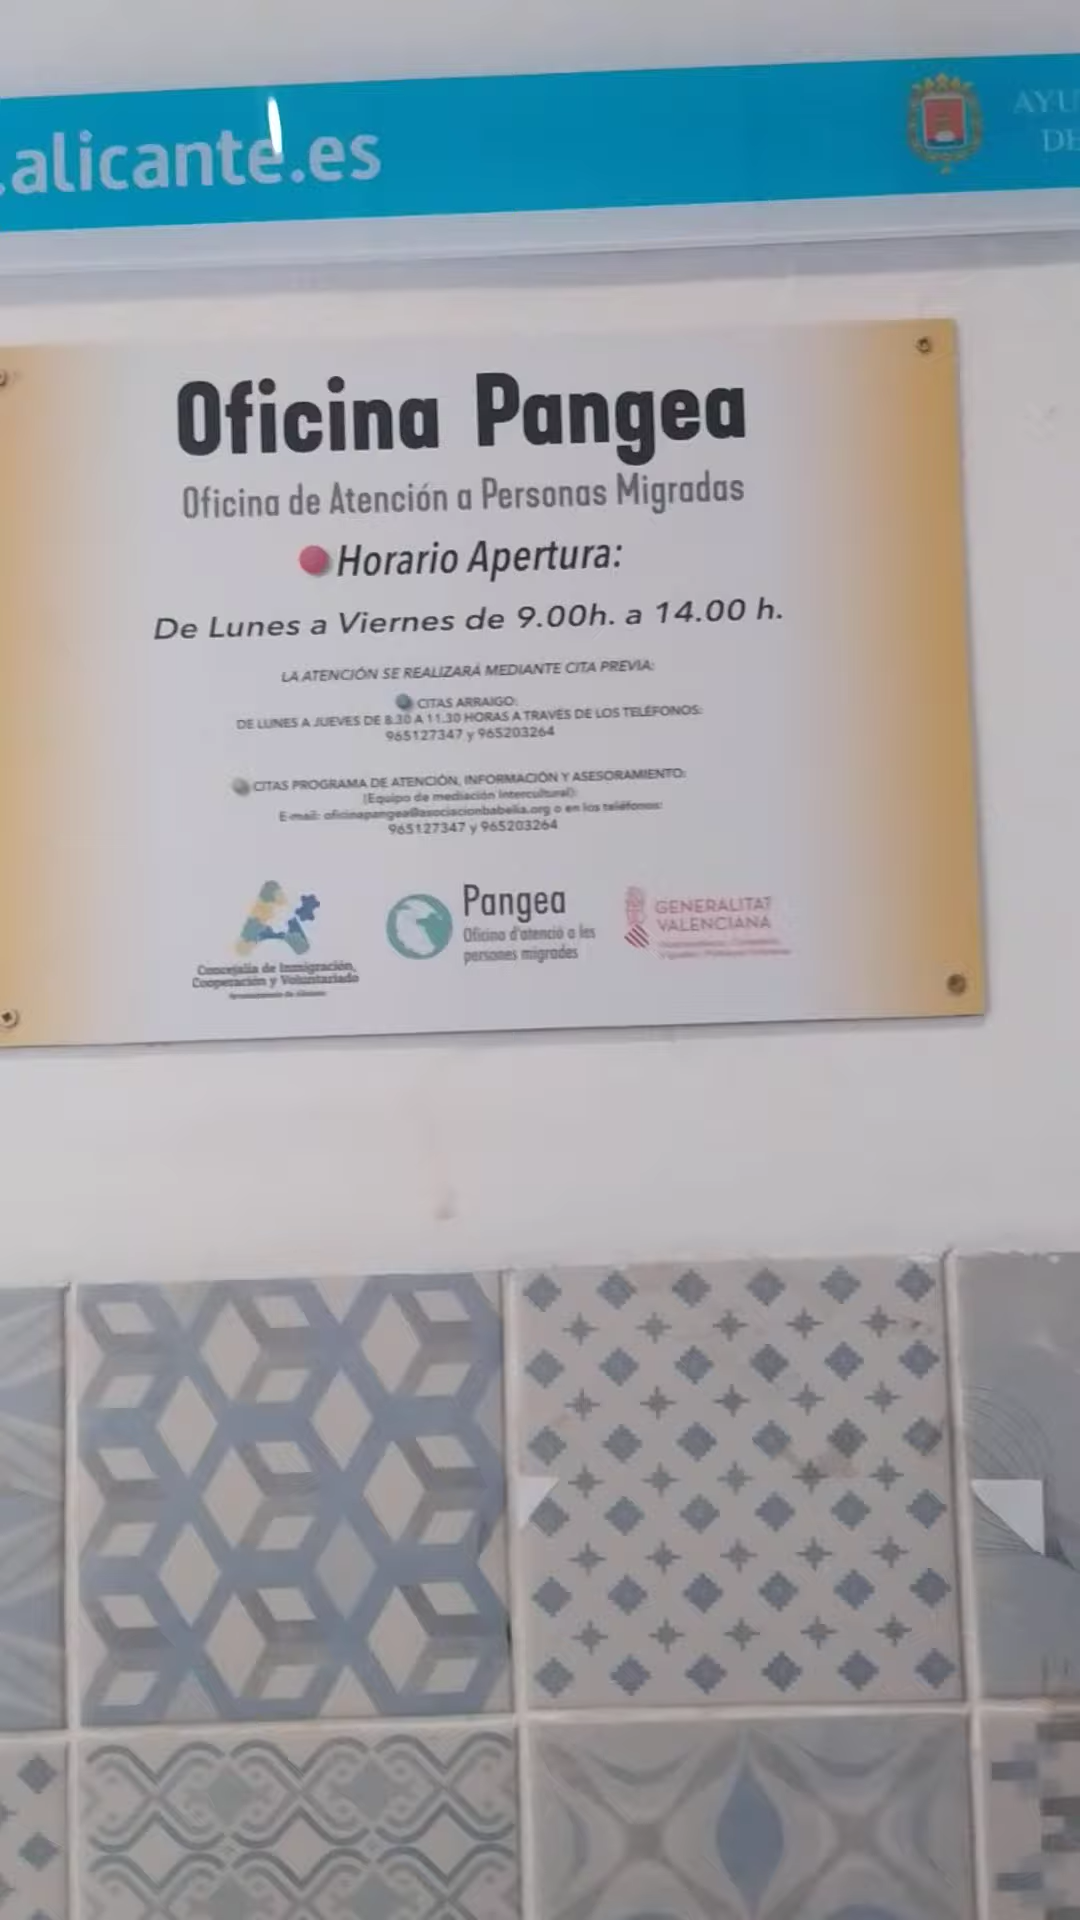 .alicante.es
AYU
DE
Oficina Pangea
Oficina de Atención a Personas Migradas
Horario Apertura:
De Lunes a Viernes de 9.00h. a 14.00 h.
LA ATENCIÓN SE REALIZARÁ MEDIANTE CITA PREVIA:
CITAS ARRAIGO:
DE LUNES A JUEVES DE 8.30 A 11.30 HORAS A TRAVÉS DE LOS TELÉFONOS:
965127347 y 965203264
CITAS PROGRAMA DE ATENCIÓN, INFORMACIÓN Y ASESORAMIENTO:
(Equipo de mediación Intercultural):
E-mail: oficinapangea@asociacionbabelia.org o en los teléfonos:
965127347 y 965203264
Concejalía de Inmigración,
Cooperación y Voluntariado
Ayuntamiento de Alicante
Pangea
Oficina d'atenció a les
persones migrades
GENERALITAT
VALENCIANA